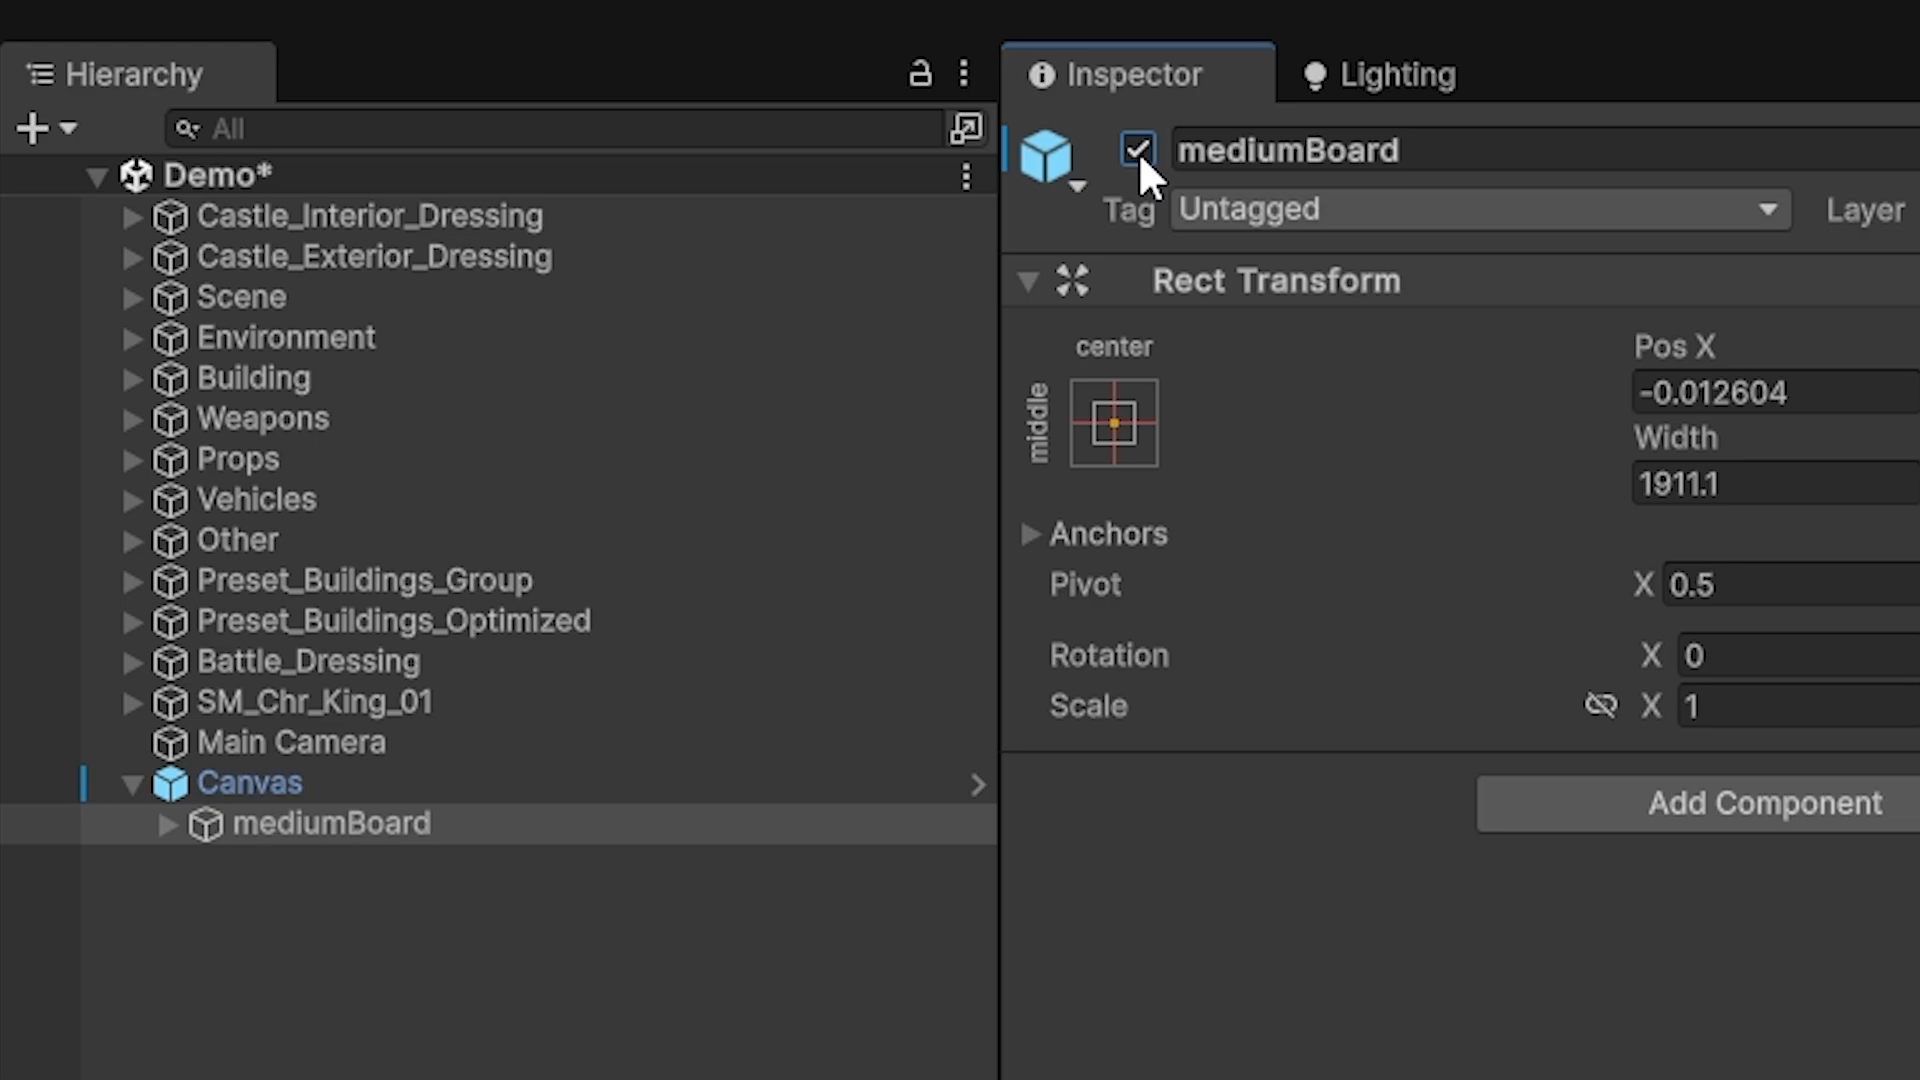 Hierarchy
All
Demo*
Castle_Interior_Dressing
Castle_Exterior_Dressing
Scene
Environment
Building
Weapons
Props
Vehicles
Other
Preset_Buildings_Group
Preset_Buildings_Optimized
Battle_Dressing
SM_Chr_King_01
Main Camera
Canvas
mediumBoard
Inspector
Lighting
mediumBoard
Tag Untagged Layer
Rect Transform
center
middle
Pos X
-0.012604
Width
1911.1
Anchors
Pivot X 0.5
Rotation X 0
Scale X 1
Add Component